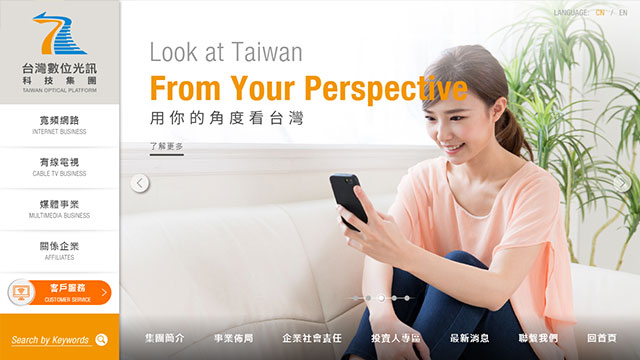 LANGUAGE: CN / EN
台灣數位光訊
科技集團
TAIWAN OPTICAL PLATFORM
寬頻網路
INTERNET BUSINESS
有線電視
CABLE TV BUSINESS
媒體事業
MULTIMEDIA BUSINESS
關係企業
AFFILIATES
客戶服務
CUSTOMER SERVICE
Search by Keywords
Look at Taiwan
From Your Perspective
用你的角度看台灣
了解更多
集團簡介 事業佈局 企業社會責任 投資人專區 最新消息 聯繫我們 回首頁